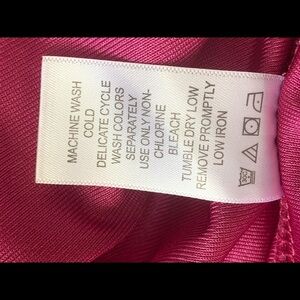 MACHINE WASH
COLD
DELICATE CYCLE
WASH COLORS
SEPARATELY
USE ONLY NON-
CHLORINE
BLEACH
TUMBLE DRY LOW
REMOVE PROMPTLY
LOW IRON